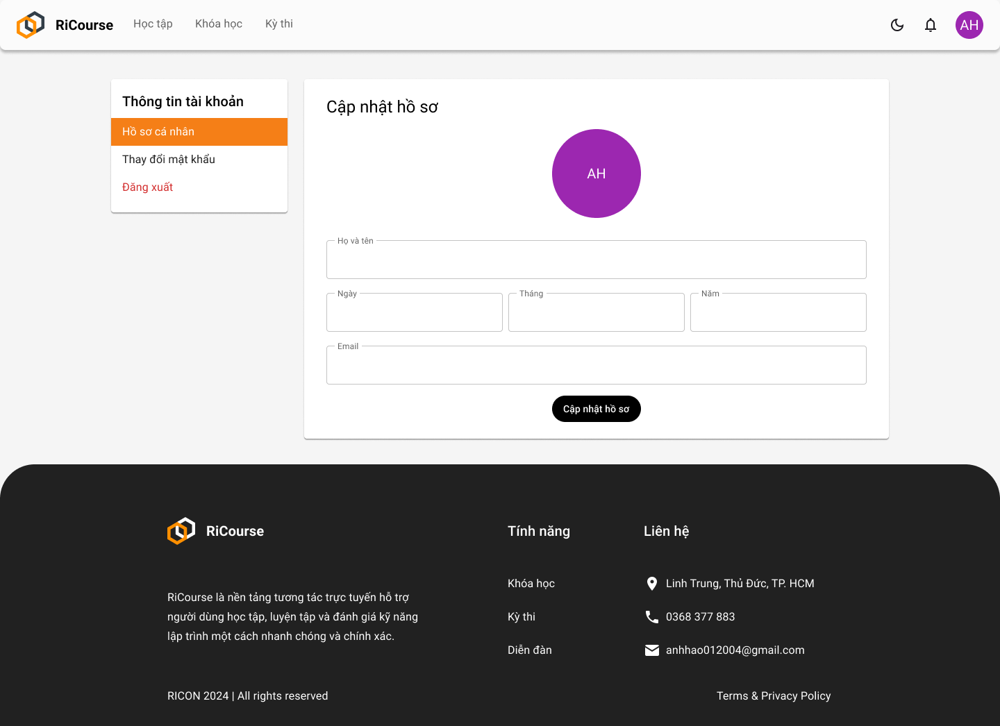 RiCourse
Học tập
Khóa học
Kỳ thi
AH
Thông tin tài khoản
Hồ sơ cá nhân
Thay đổi mật khẩu
Đăng xuất
Cập nhật hồ sơ
AH
Họ và tên
Ngày
Tháng
Năm
Email
Cập nhật hồ sơ
RiCourse
RiCourse là nền tảng tương tác trực tuyến hỗ trợ
người dùng học tập, luyện tập và đánh giá kỹ năng
lập trình một cách nhanh chóng và chính xác.
Tính năng
Khóa học
Kỳ thi
Diễn đàn
Liên hệ
Linh Trung, Thủ Đức, TP. HCM
0368 377 883
anhhao012004@gmail.com
RICON 2024 | All rights reserved
Terms & Privacy Policy